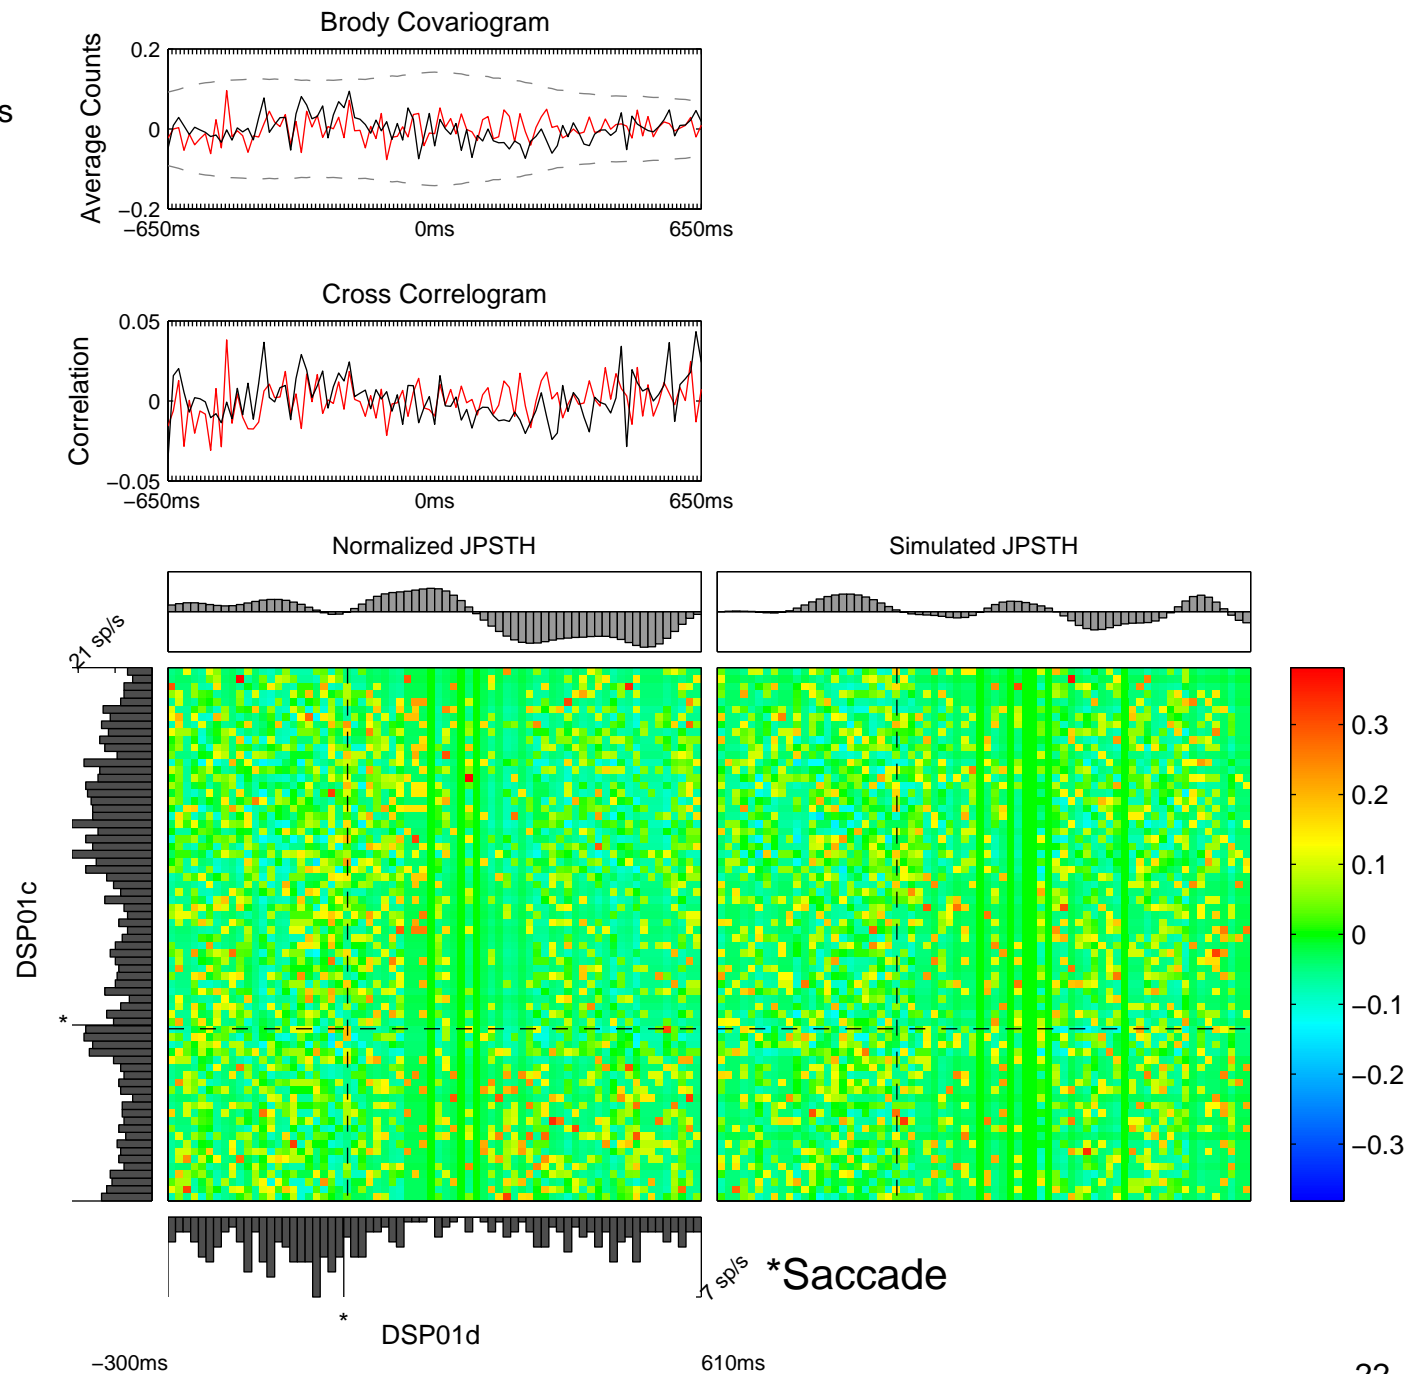 Brody Covariogram
s
Average Counts
0.2
0
−0.2
−650ms 0ms 650ms
Cross Correlogram
Correlation
0.05
0
−0.05
−650ms 0ms 650ms
Normalized JPSTH Simulated JPSTH
21 sp/s
DSP01c
*
0.3
0.2
0.1
0
−0.1
−0.2
−0.3
7 sp/s
*Saccade
*
DSP01d
−300ms 610ms